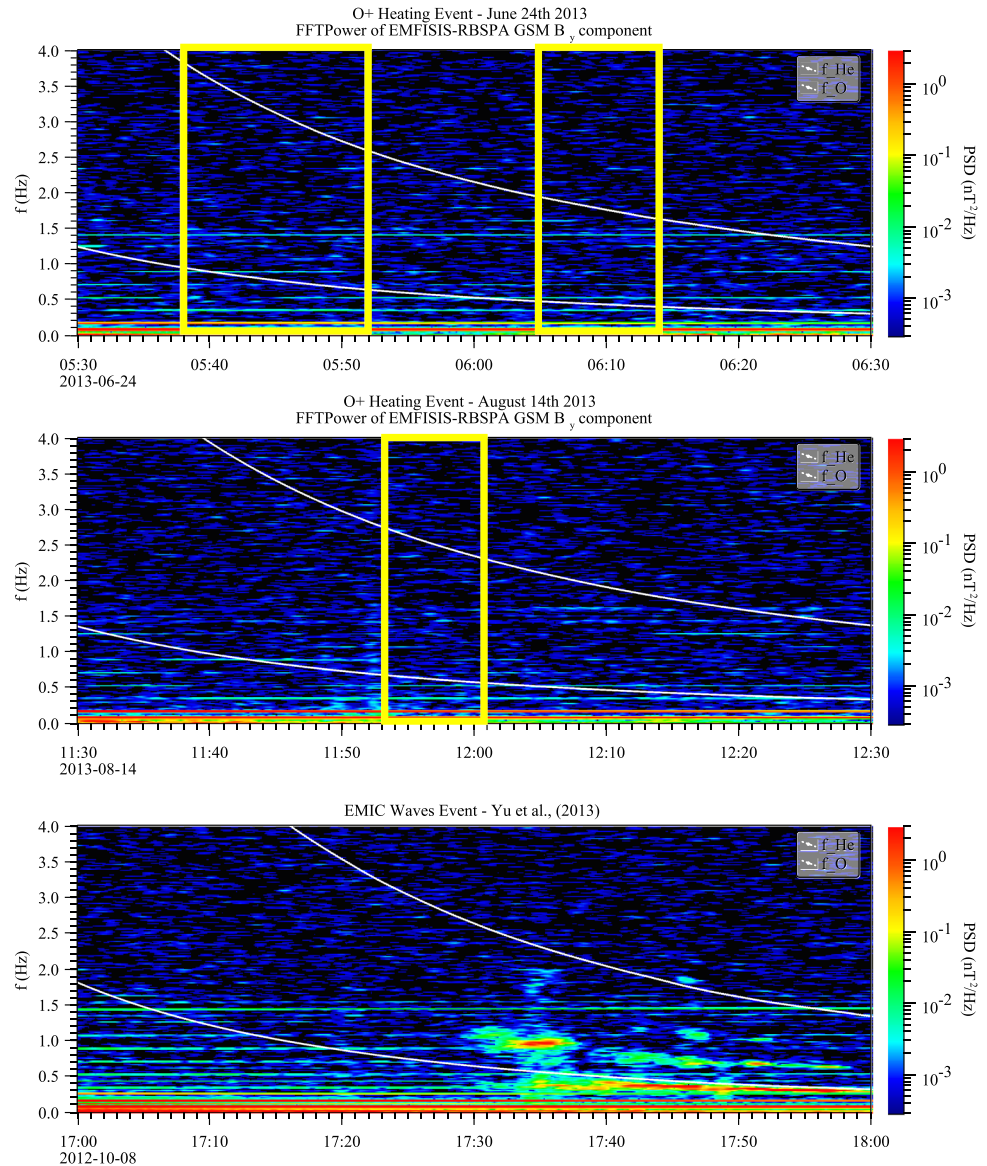 O+ Heating Event - June 24th 2013
FFTPower of EMFISIS-RBSPA GSM B y component
4.0
3.5
3.0
2.5
2.0
1.5
1.0
0.5
0.0
f (Hz)
f_He
f_O
10^0
10^-1
10^-2
10^-3
PSD (nT^2/Hz)
05:30 05:40 05:50 06:00 06:10 06:20 06:30
2013-06-24
O+ Heating Event - August 14th 2013
FFTPower of EMFISIS-RBSPA GSM B y component
4.0
3.5
3.0
2.5
2.0
1.5
1.0
0.5
0.0
f (Hz)
f_He
f_O
10^0
10^-1
10^-2
10^-3
PSD (nT^2/Hz)
11:30 11:40 11:50 12:00 12:10 12:20 12:30
2013-08-14
EMIC Waves Event - Yu et al., (2013)
4.0
3.5
3.0
2.5
2.0
1.5
1.0
0.5
0.0
f (Hz)
f_He
f_O
10^0
10^-1
10^-2
10^-3
PSD (nT^2/Hz)
17:00 17:10 17:20 17:30 17:40 17:50 18:00
2012-10-08